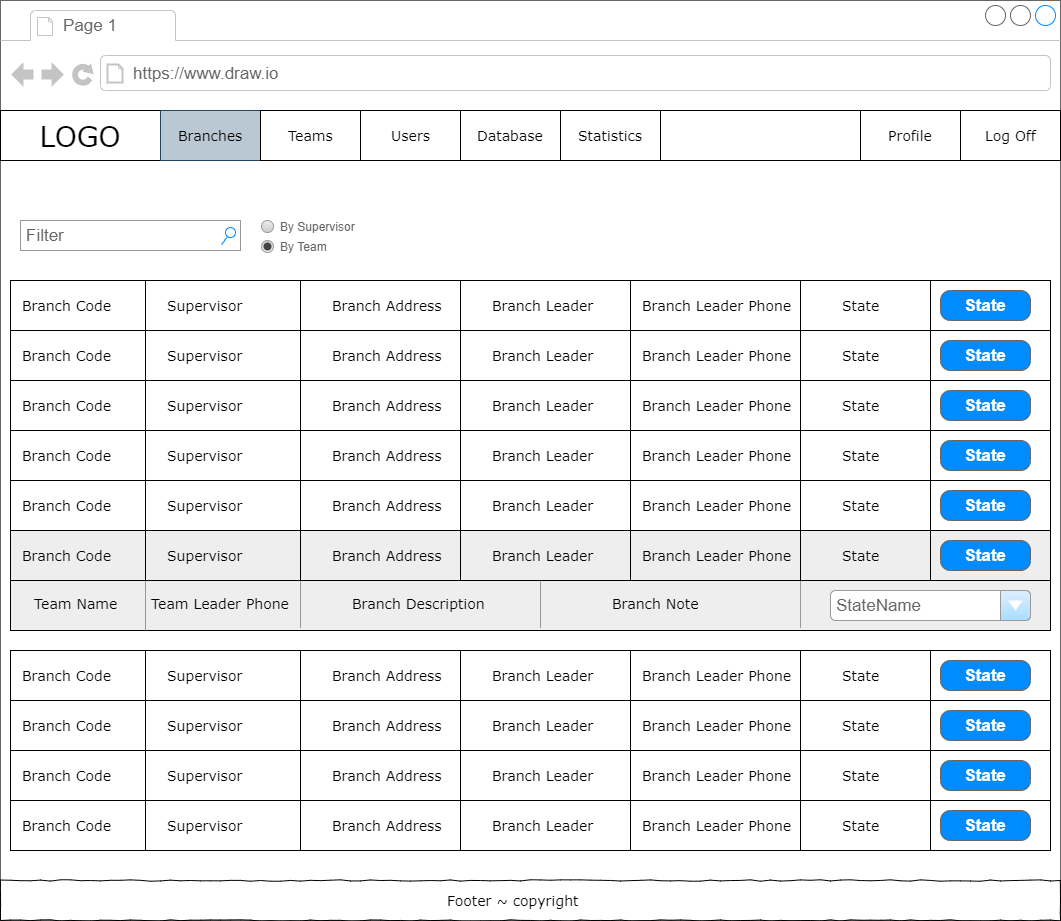 Page 1
https://www.draw.io
LOGO Branches Teams Users Database Statistics Profile Log Off
Filter
By Supervisor
By Team
Branch Code Supervisor Branch Address Branch Leader Branch Leader Phone State State
Branch Code Supervisor Branch Address Branch Leader Branch Leader Phone State State
Branch Code Supervisor Branch Address Branch Leader Branch Leader Phone State State
Branch Code Supervisor Branch Address Branch Leader Branch Leader Phone State State
Branch Code Supervisor Branch Address Branch Leader Branch Leader Phone State State
Branch Code Supervisor Branch Address Branch Leader Branch Leader Phone State State
Team Name Team Leader Phone Branch Description Branch Note StateName
Branch Code Supervisor Branch Address Branch Leader Branch Leader Phone State State
Branch Code Supervisor Branch Address Branch Leader Branch Leader Phone State State
Branch Code Supervisor Branch Address Branch Leader Branch Leader Phone State State
Branch Code Supervisor Branch Address Branch Leader Branch Leader Phone State State
Footer ~ copyright